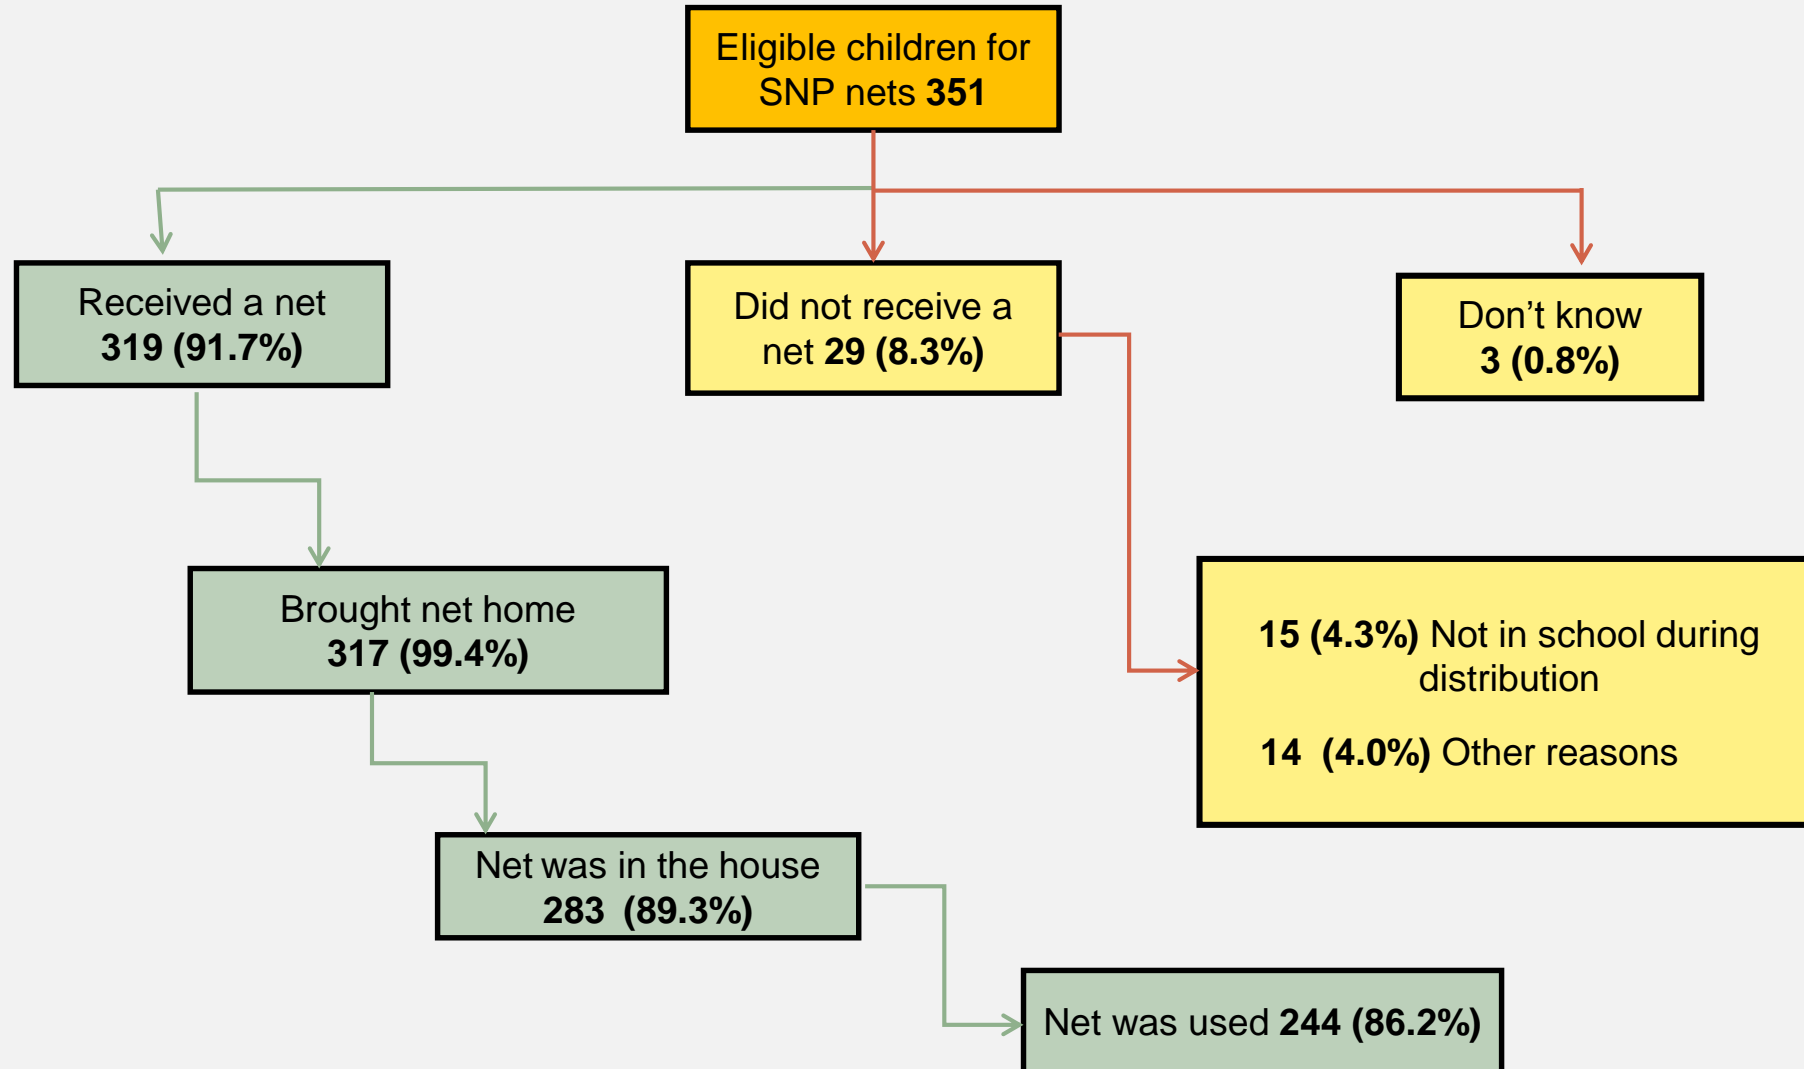 Eligible children for
SNP nets 351
Received a net
319 (91.7%)
Did not receive a
net 29 (8.3%)
Don’t know
3 (0.8%)
Brought net home
317 (99.4%)
15 (4.3%) Not in school during
distribution
14 (4.0%) Other reasons
Net was in the house
283 (89.3%)
Net was used 244 (86.2%)